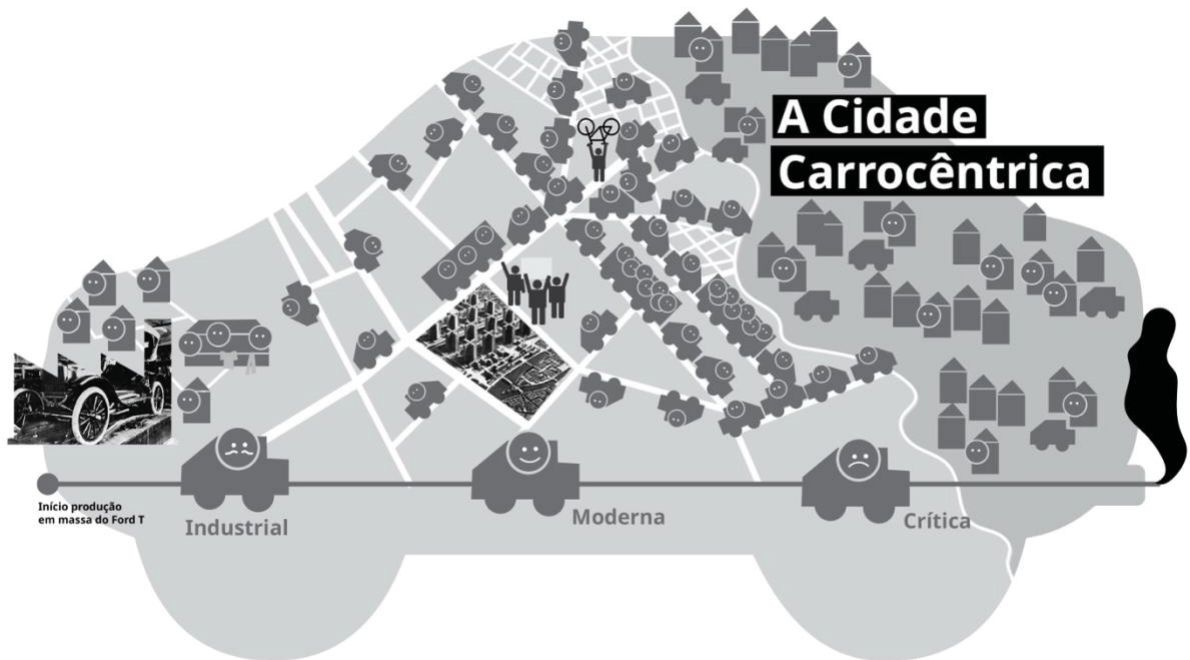 A Cidade
Carrocêntrica
Início produção
em massa do Ford T
Industrial
Moderna
Crítica